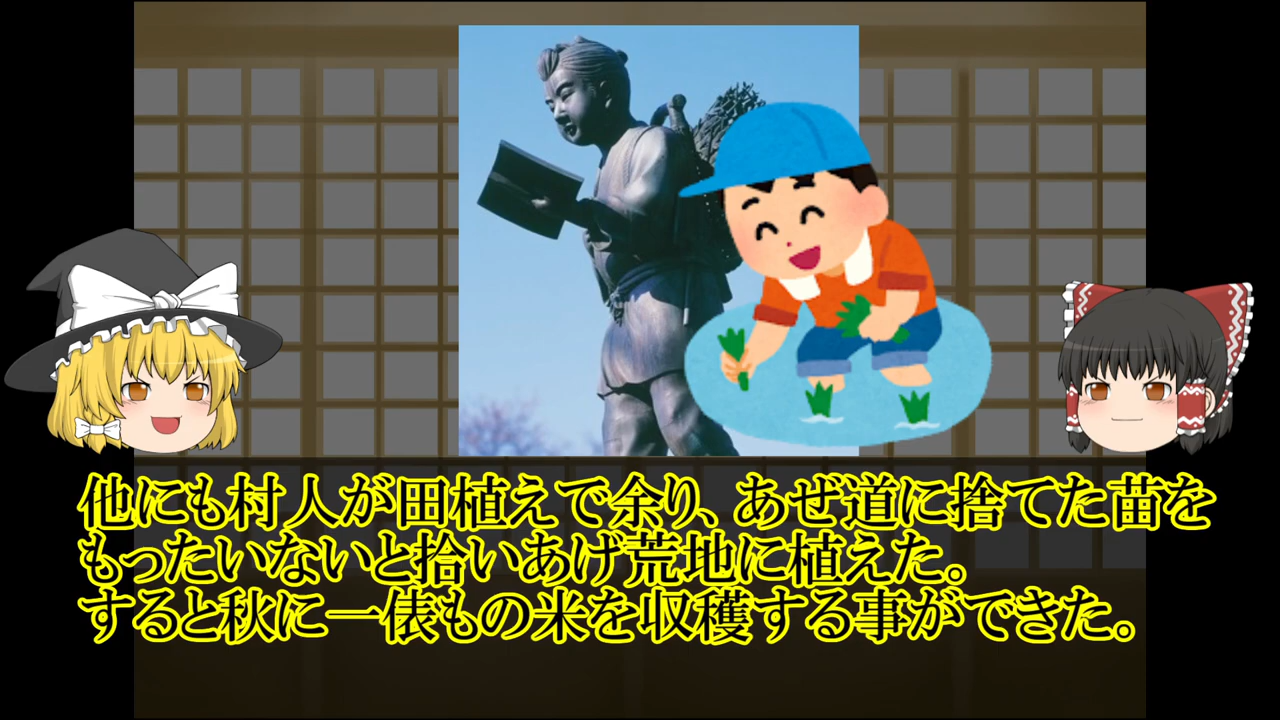 他にも村人が田植えで余り、あぜ道に捨てた苗を
もったいないと拾いあげ荒地に植えた。
すると秋に一俵もの米を収穫する事ができた。